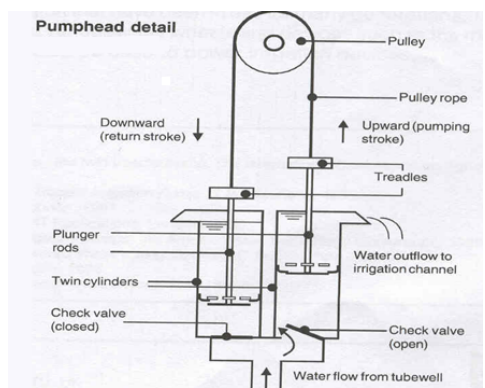 Pumphead detail
Pulley
Pulley rope
Downward
(return stroke)
Upward (pumping
stroke)
Treadles
Plunger
rods
Water outflow to
irrigation channel
Twin cylinders
Check valve
(closed)
Check valve
(open)
Water flow from tubewell